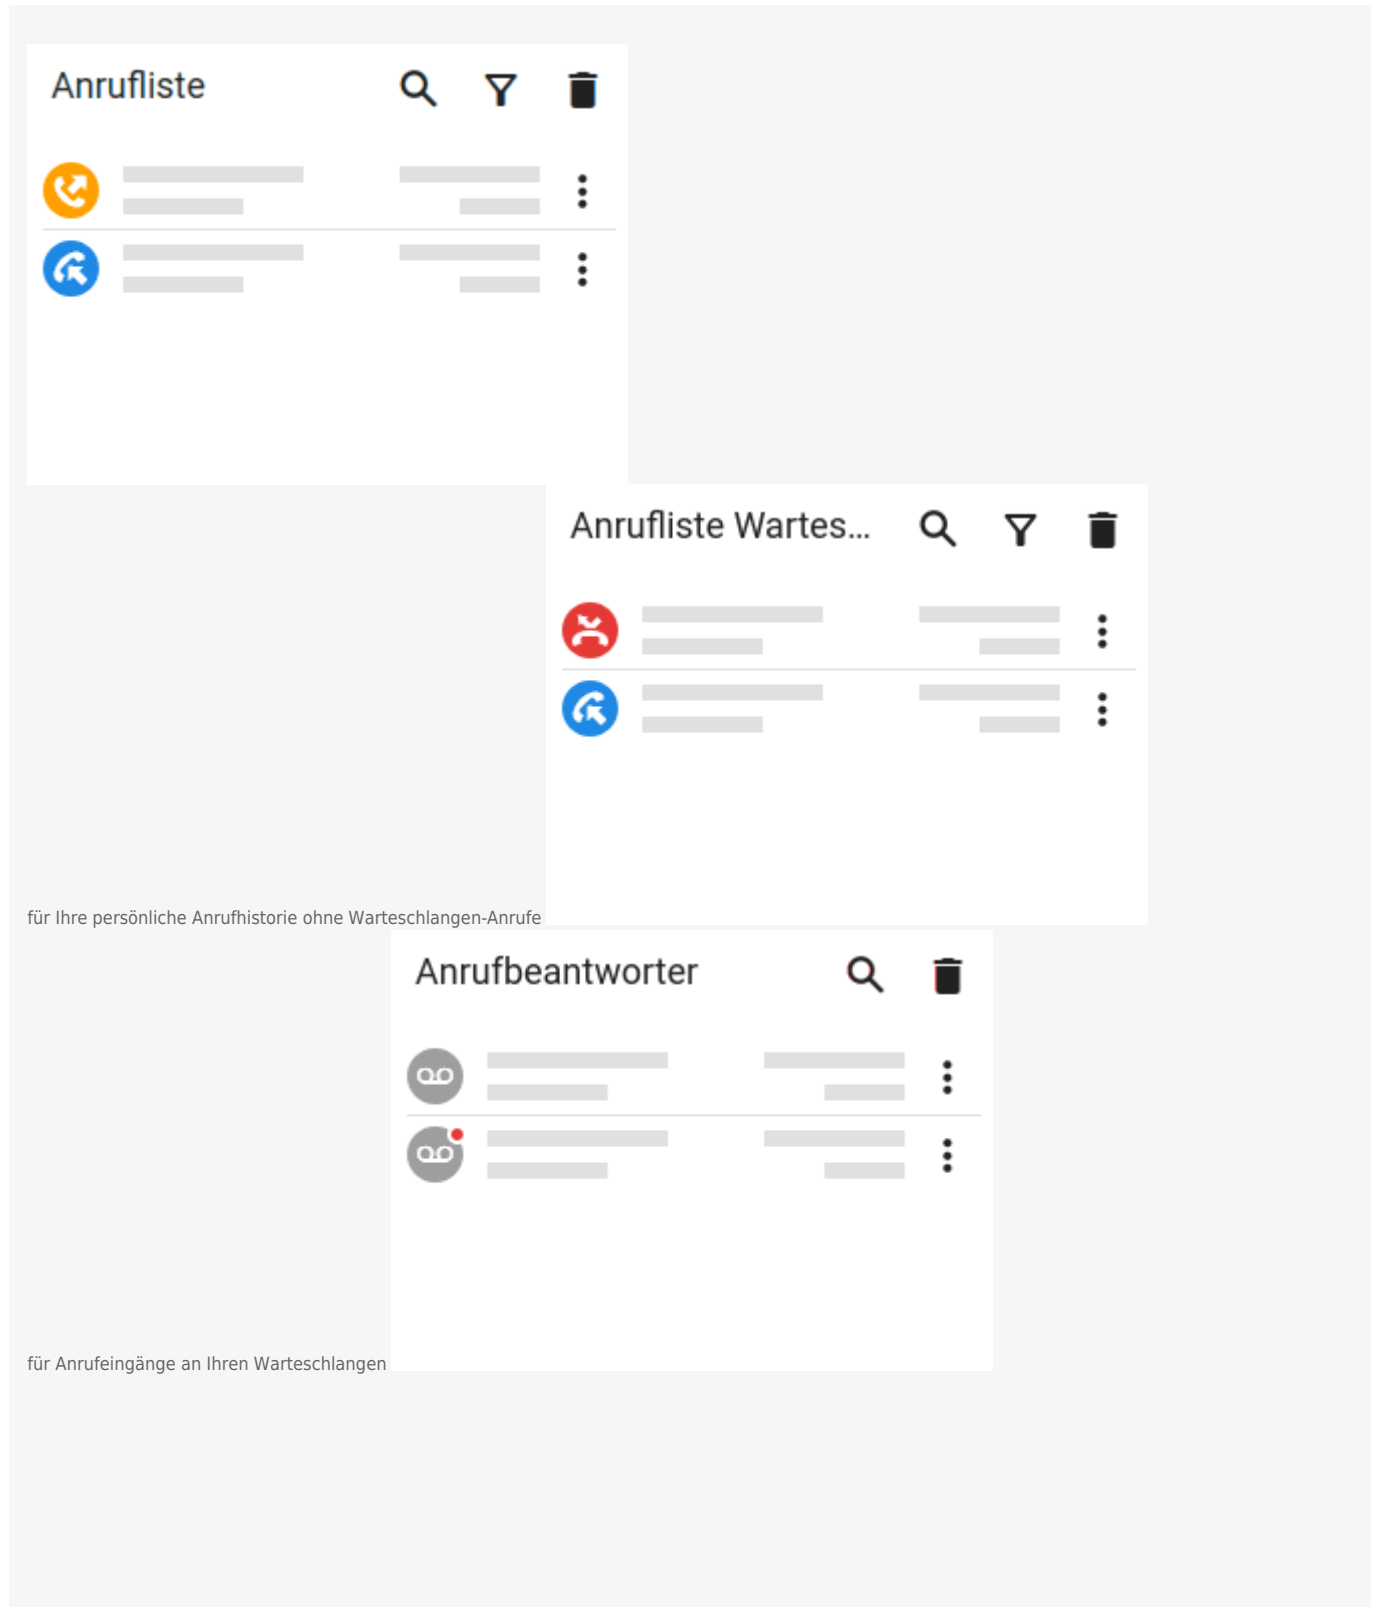 Anrufliste
Anrufliste Wartes...
für Ihre persönliche Anrufhistorie ohne Warteschlangen-Anrufe
Anrufbeantworter
für Anrufeingänge an Ihren Warteschlangen